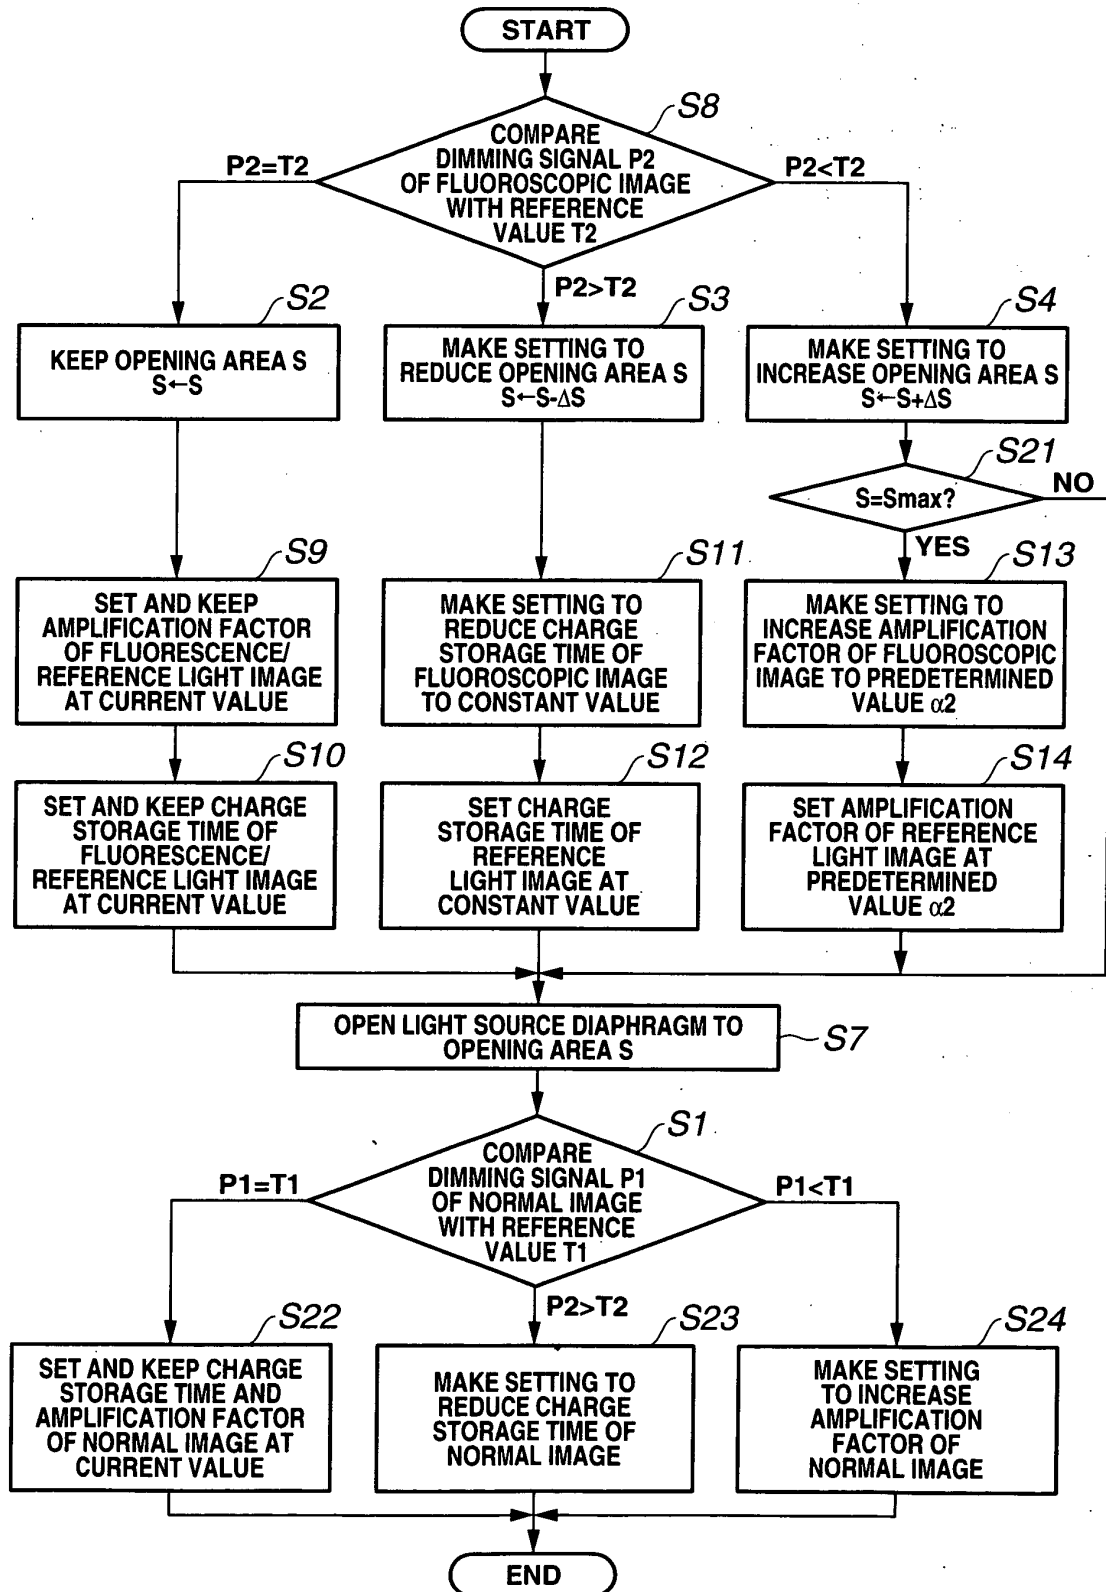 START
S8
COMPARE
DIMMING SIGNAL P2
OF FLUOROSCOPIC IMAGE
WITH REFERENCE
VALUE T2
P2=T2
P2<T2
P2>T2
S2
KEEP OPENING AREA S
S←S
S3
MAKE SETTING TO
REDUCE OPENING AREA S
S←S-ΔS
S4
MAKE SETTING TO
INCREASE OPENING AREA S
S←S+ΔS
S21
S=Smax?
NO
YES
S9
SET AND KEEP
AMPLIFICATION FACTOR
OF FLUORESCENCE/
REFERENCE LIGHT IMAGE
AT CURRENT VALUE
S11
MAKE SETTING TO
REDUCE CHARGE
STORAGE TIME OF
FLUOROSCOPIC IMAGE
TO CONSTANT VALUE
S13
MAKE SETTING TO
INCREASE AMPLIFICATION
FACTOR OF FLUOROSCOPIC
IMAGE TO PREDETERMINED
VALUE α2
S10
SET AND KEEP CHARGE
STORAGE TIME OF
FLUORESCENCE/
REFERENCE LIGHT IMAGE
AT CURRENT VALUE
S12
SET CHARGE
STORAGE TIME OF
REFERENCE
LIGHT IMAGE AT
CONSTANT VALUE
S14
SET AMPLIFICATION
FACTOR OF REFERENCE
LIGHT IMAGE AT
PREDETERMINED
VALUE α2
OPEN LIGHT SOURCE DIAPHRAGM TO
OPENING AREA S
S7
S1
COMPARE
DIMMING SIGNAL P1
OF NORMAL IMAGE
WITH REFERENCE
VALUE T1
P1=T1
P1<T1
P2>T2
S22
SET AND KEEP CHARGE
STORAGE TIME AND
AMPLIFICATION FACTOR
OF NORMAL IMAGE AT
CURRENT VALUE
S23
MAKE SETTING TO
REDUCE CHARGE
STORAGE TIME OF
NORMAL IMAGE
S24
MAKE SETTING
TO INCREASE
AMPLIFICATION
FACTOR OF
NORMAL IMAGE
END